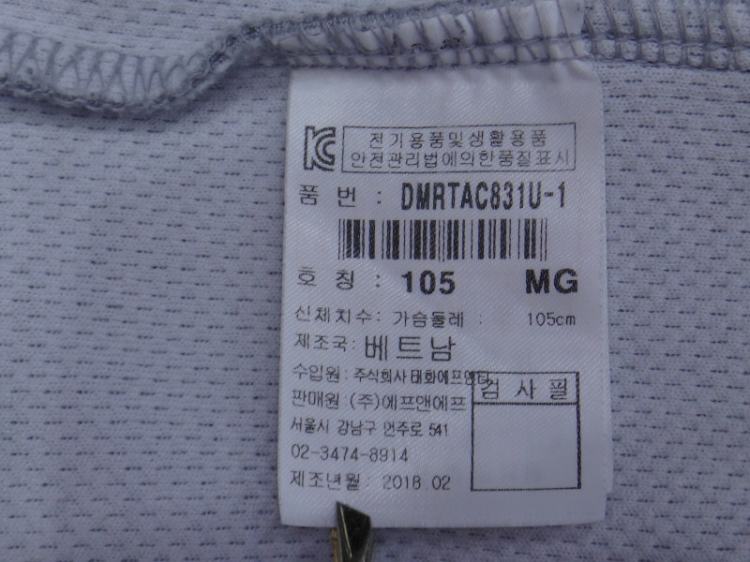 KC
전기용품및생활용품
안전관리법에의한품질표시
품 번 : DMRTAC831U-1
호 칭 : 105 MG
신체치수: 가슴둘레 : 105cm
제조국: 베트남
수입원 : 주식회사 태화에프앤티
판매원 : (주)에프앤에프
검 사 필
서울시 강남구 언주로 541
02-3474-8914
제조년월 : 2018.02